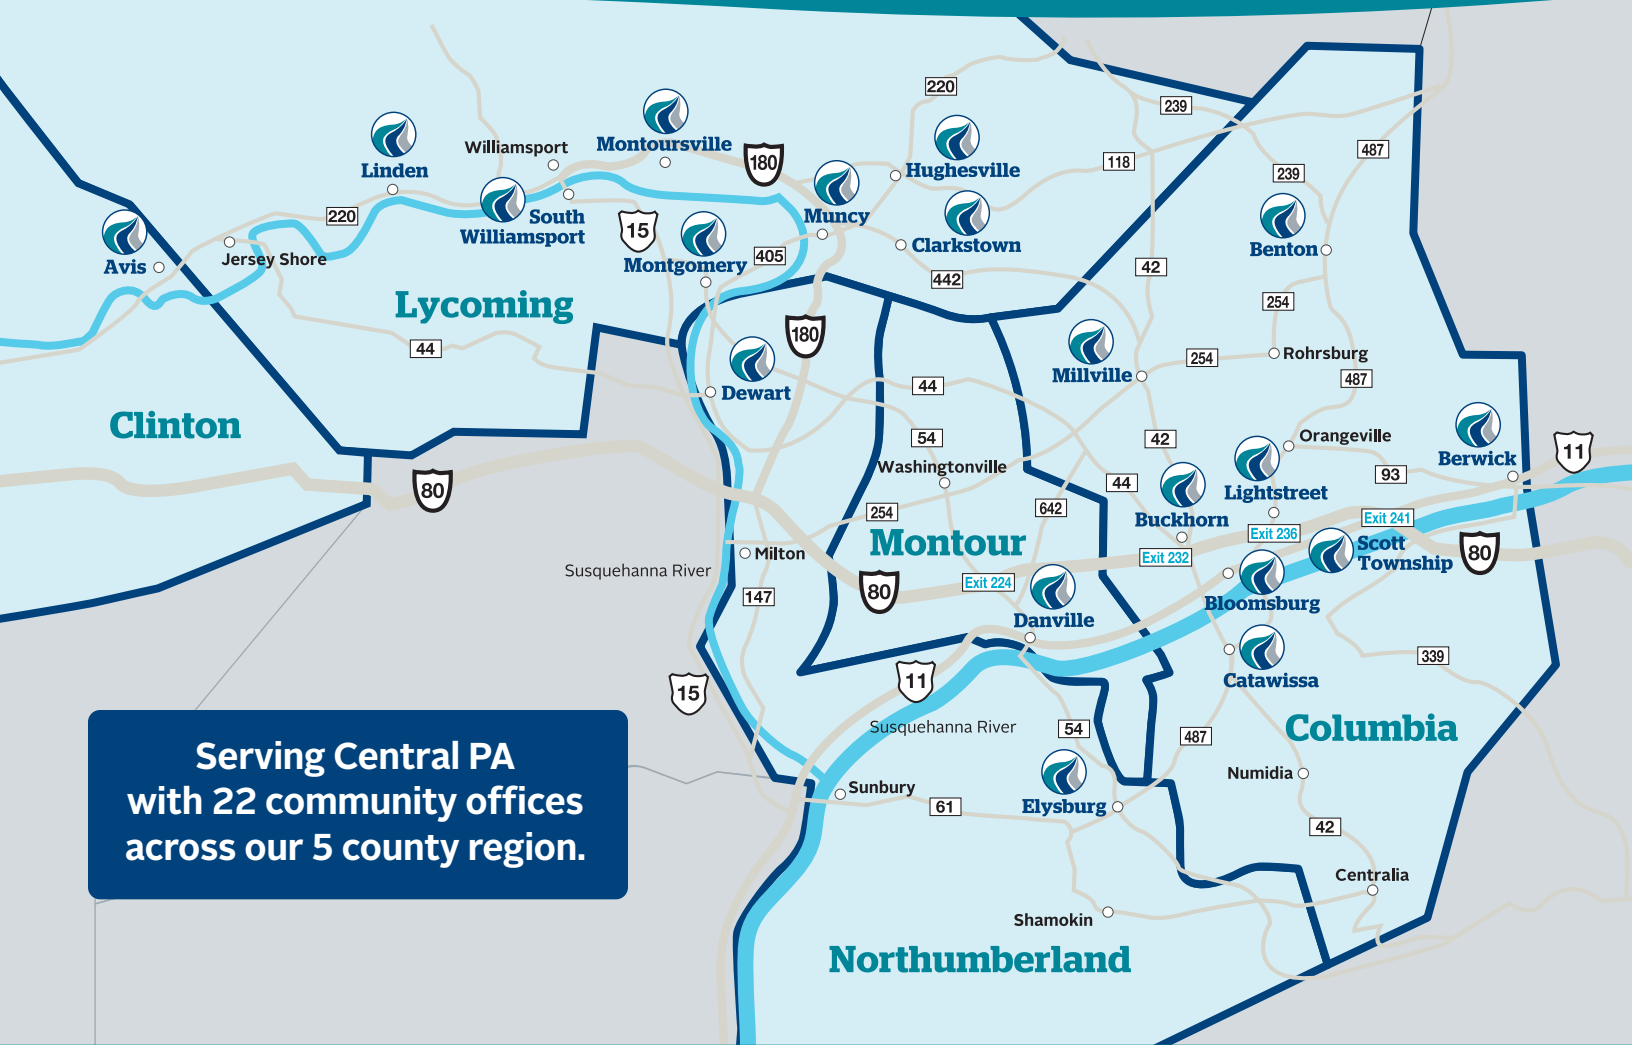 220
239
118
487
239
Williamsport
Montoursville
180
Linden
Hughesville
Muncy
South
Williamsport
220
15
Clarkstown
Benton
Avis
Jersey Shore
Montgomery
405
442
42
Lycoming
254
180
44
Millville
254
Rohrsburg
487
Dewart
44
Clinton
54
42
Orangeville
Berwick
11
Washingtonville
93
80
44
Lightstreet
254
642
Buckhorn
Exit 241
Exit 236
Montour
Scott
Township
80
Milton
Exit 232
Susquehanna River
Exit 224
80
147
Bloomsburg
Danville
339
Catawissa
15
11
Susquehanna River
54
487
Columbia
Serving Central PA
with 22 community offices
across our 5 county region.
Numidia
Sunbury
61
Elysburg
42
Centralia
Shamokin
Northumberland